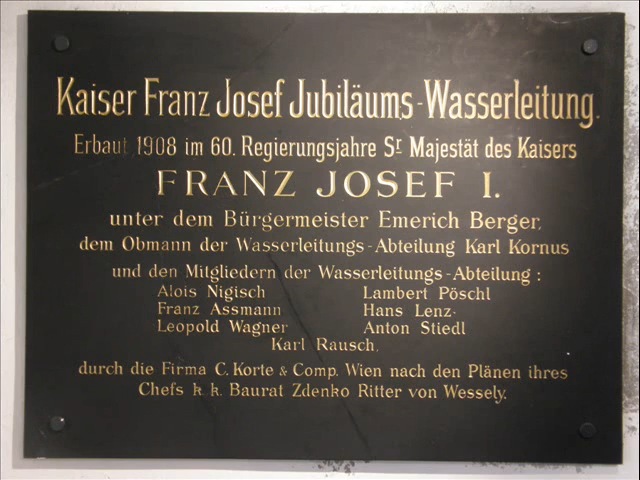 Kaiser Franz Josef Jubiläums-Wasserleitung.
Erbaut 1908 im 60. Regierungsjahre Sr Majestät des Kaisers
FRANZ JOSEF I.
unter dem Bürgermeister Emerich Berger,
dem Obmann der Wasserleitungs-Abteilung Karl Kornus
und den Mitgliedern der Wasserleitungs-Abteilung:
Alois Nigisch Lambert Pöschl
Franz Assmann Hans Lenz
Leopold Wagner Anton Stiedl
Karl Rausch,
durch die Firma C. Korte & Comp. Wien nach den Plänen ihres
Chefs k. k. Baurat Zdenko Ritter von Wessely.